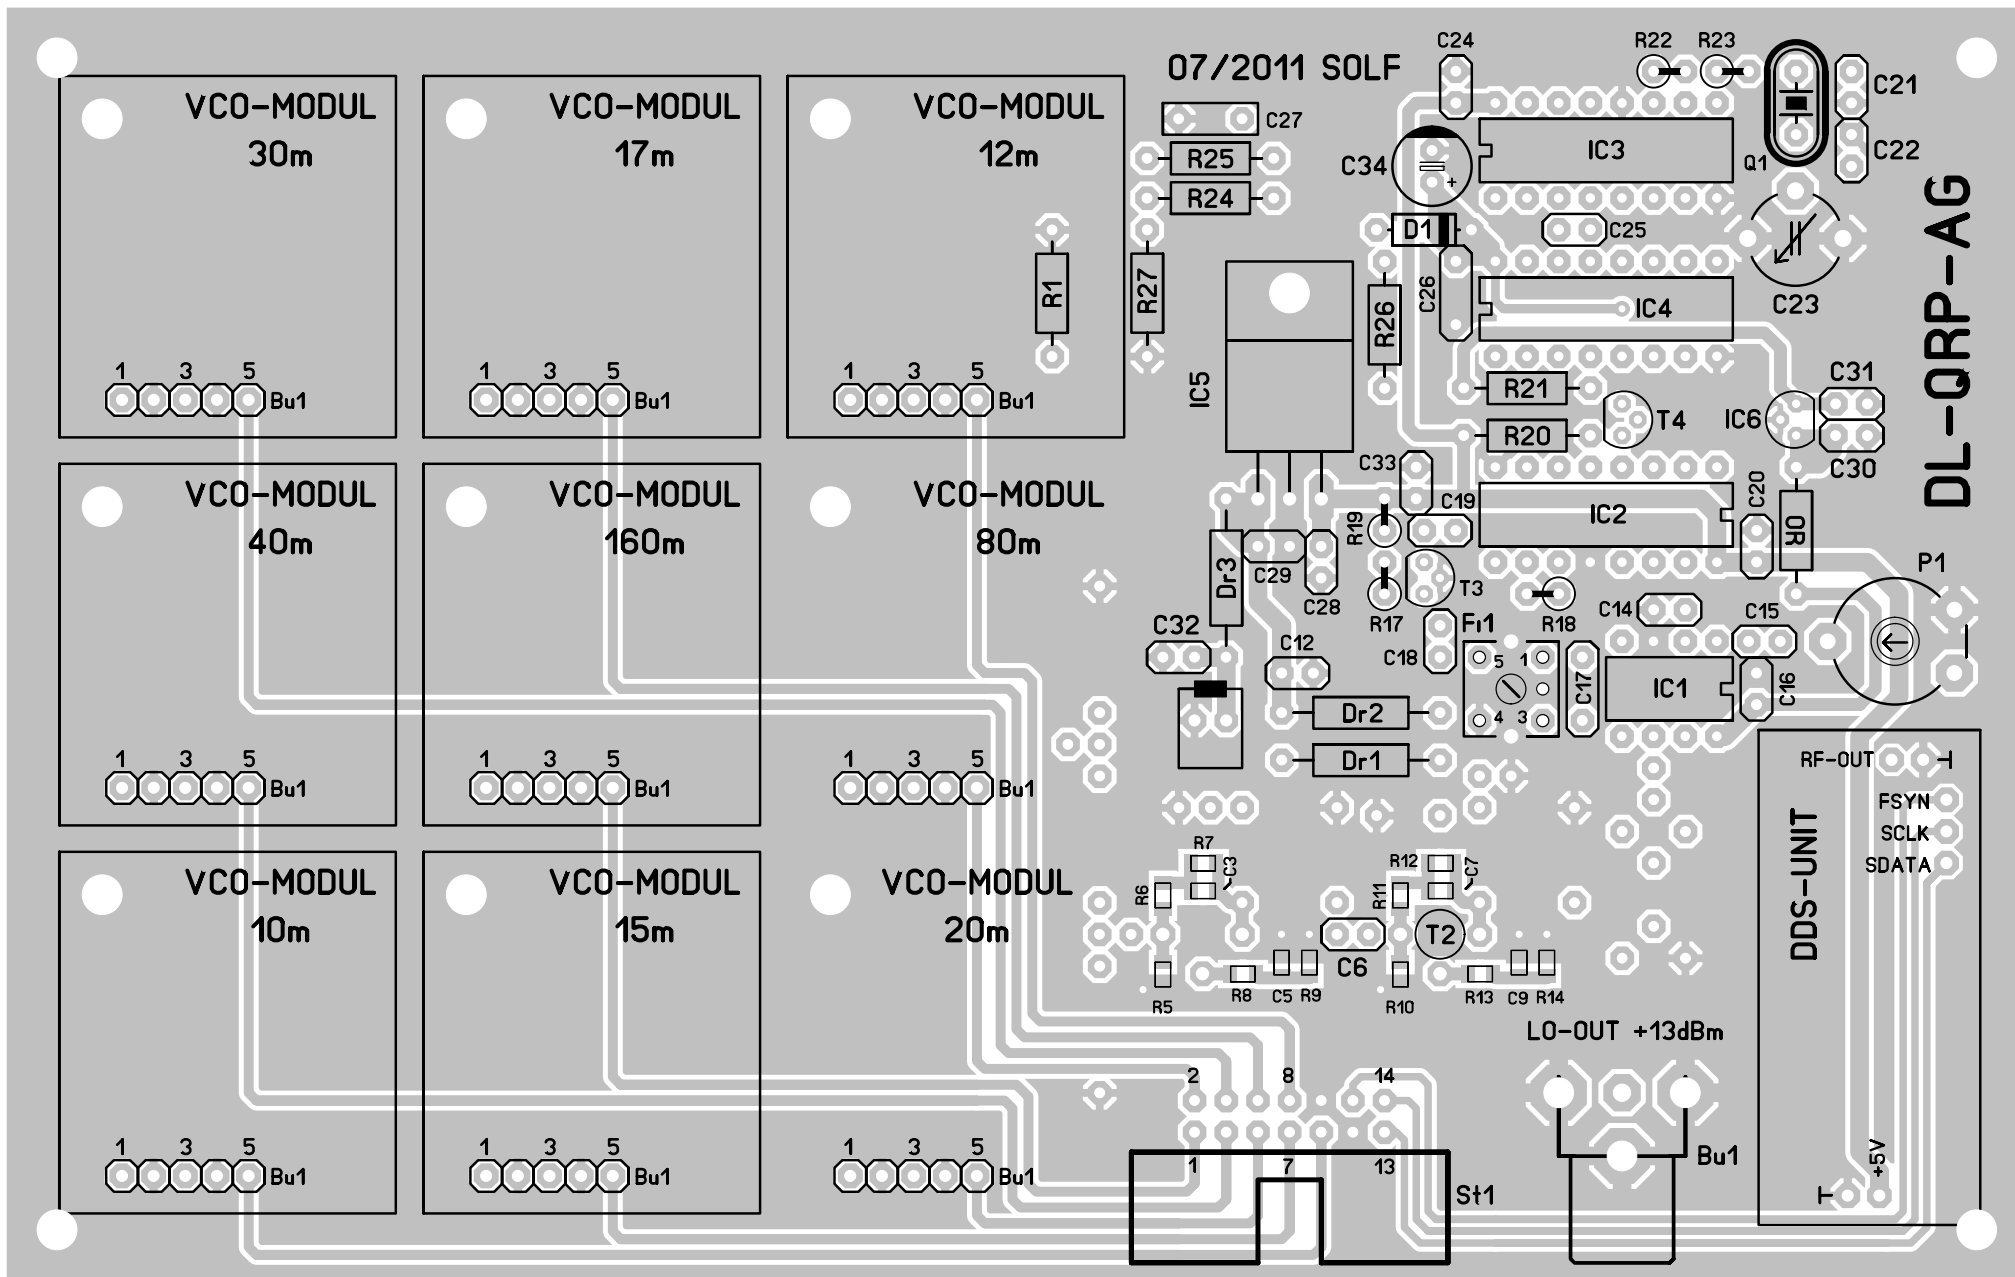 07/2011 SOLF
C24
R22
R23
C21
C22
C27
R25
R24
C34
+
IC3
Q1
C25
C23
D1
DL-QRP-AG
VCO-MODUL
30m
1 3 5
Bu1
VCO-MODUL
17m
1 3 5
Bu1
VCO-MODUL
12m
1 3 5
Bu1
R1
R27
IC5
R26
C26
IC4
R21
R20
T4
IC6
C31
C30
VCO-MODUL
40m
1 3 5
Bu1
VCO-MODUL
160m
1 3 5
Bu1
VCO-MODUL
80m
1 3 5
Bu1
C33
C19
R19
IC2
C20
0R
P1
Dr3
C29
C28
T3
R17
R18
C14
C15
C32
C12
C18
Fi1
5 1
4 3
C17
IC1
C16
Dr2
Dr1
RF-OUT
FSYN
SCLK
SDATA
DDS-UNIT
+5V
VCO-MODUL
10m
1 3 5
Bu1
VCO-MODUL
15m
1 3 5
Bu1
VCO-MODUL
20m
1 3 5
Bu1
R7
C3
R6
R5
R8
C5
R9
C6
R12
C7
R11
T2
R10
R13
C9
R14
LO-OUT +13dBm
2 8 14
1 7 13
St1
Bu1